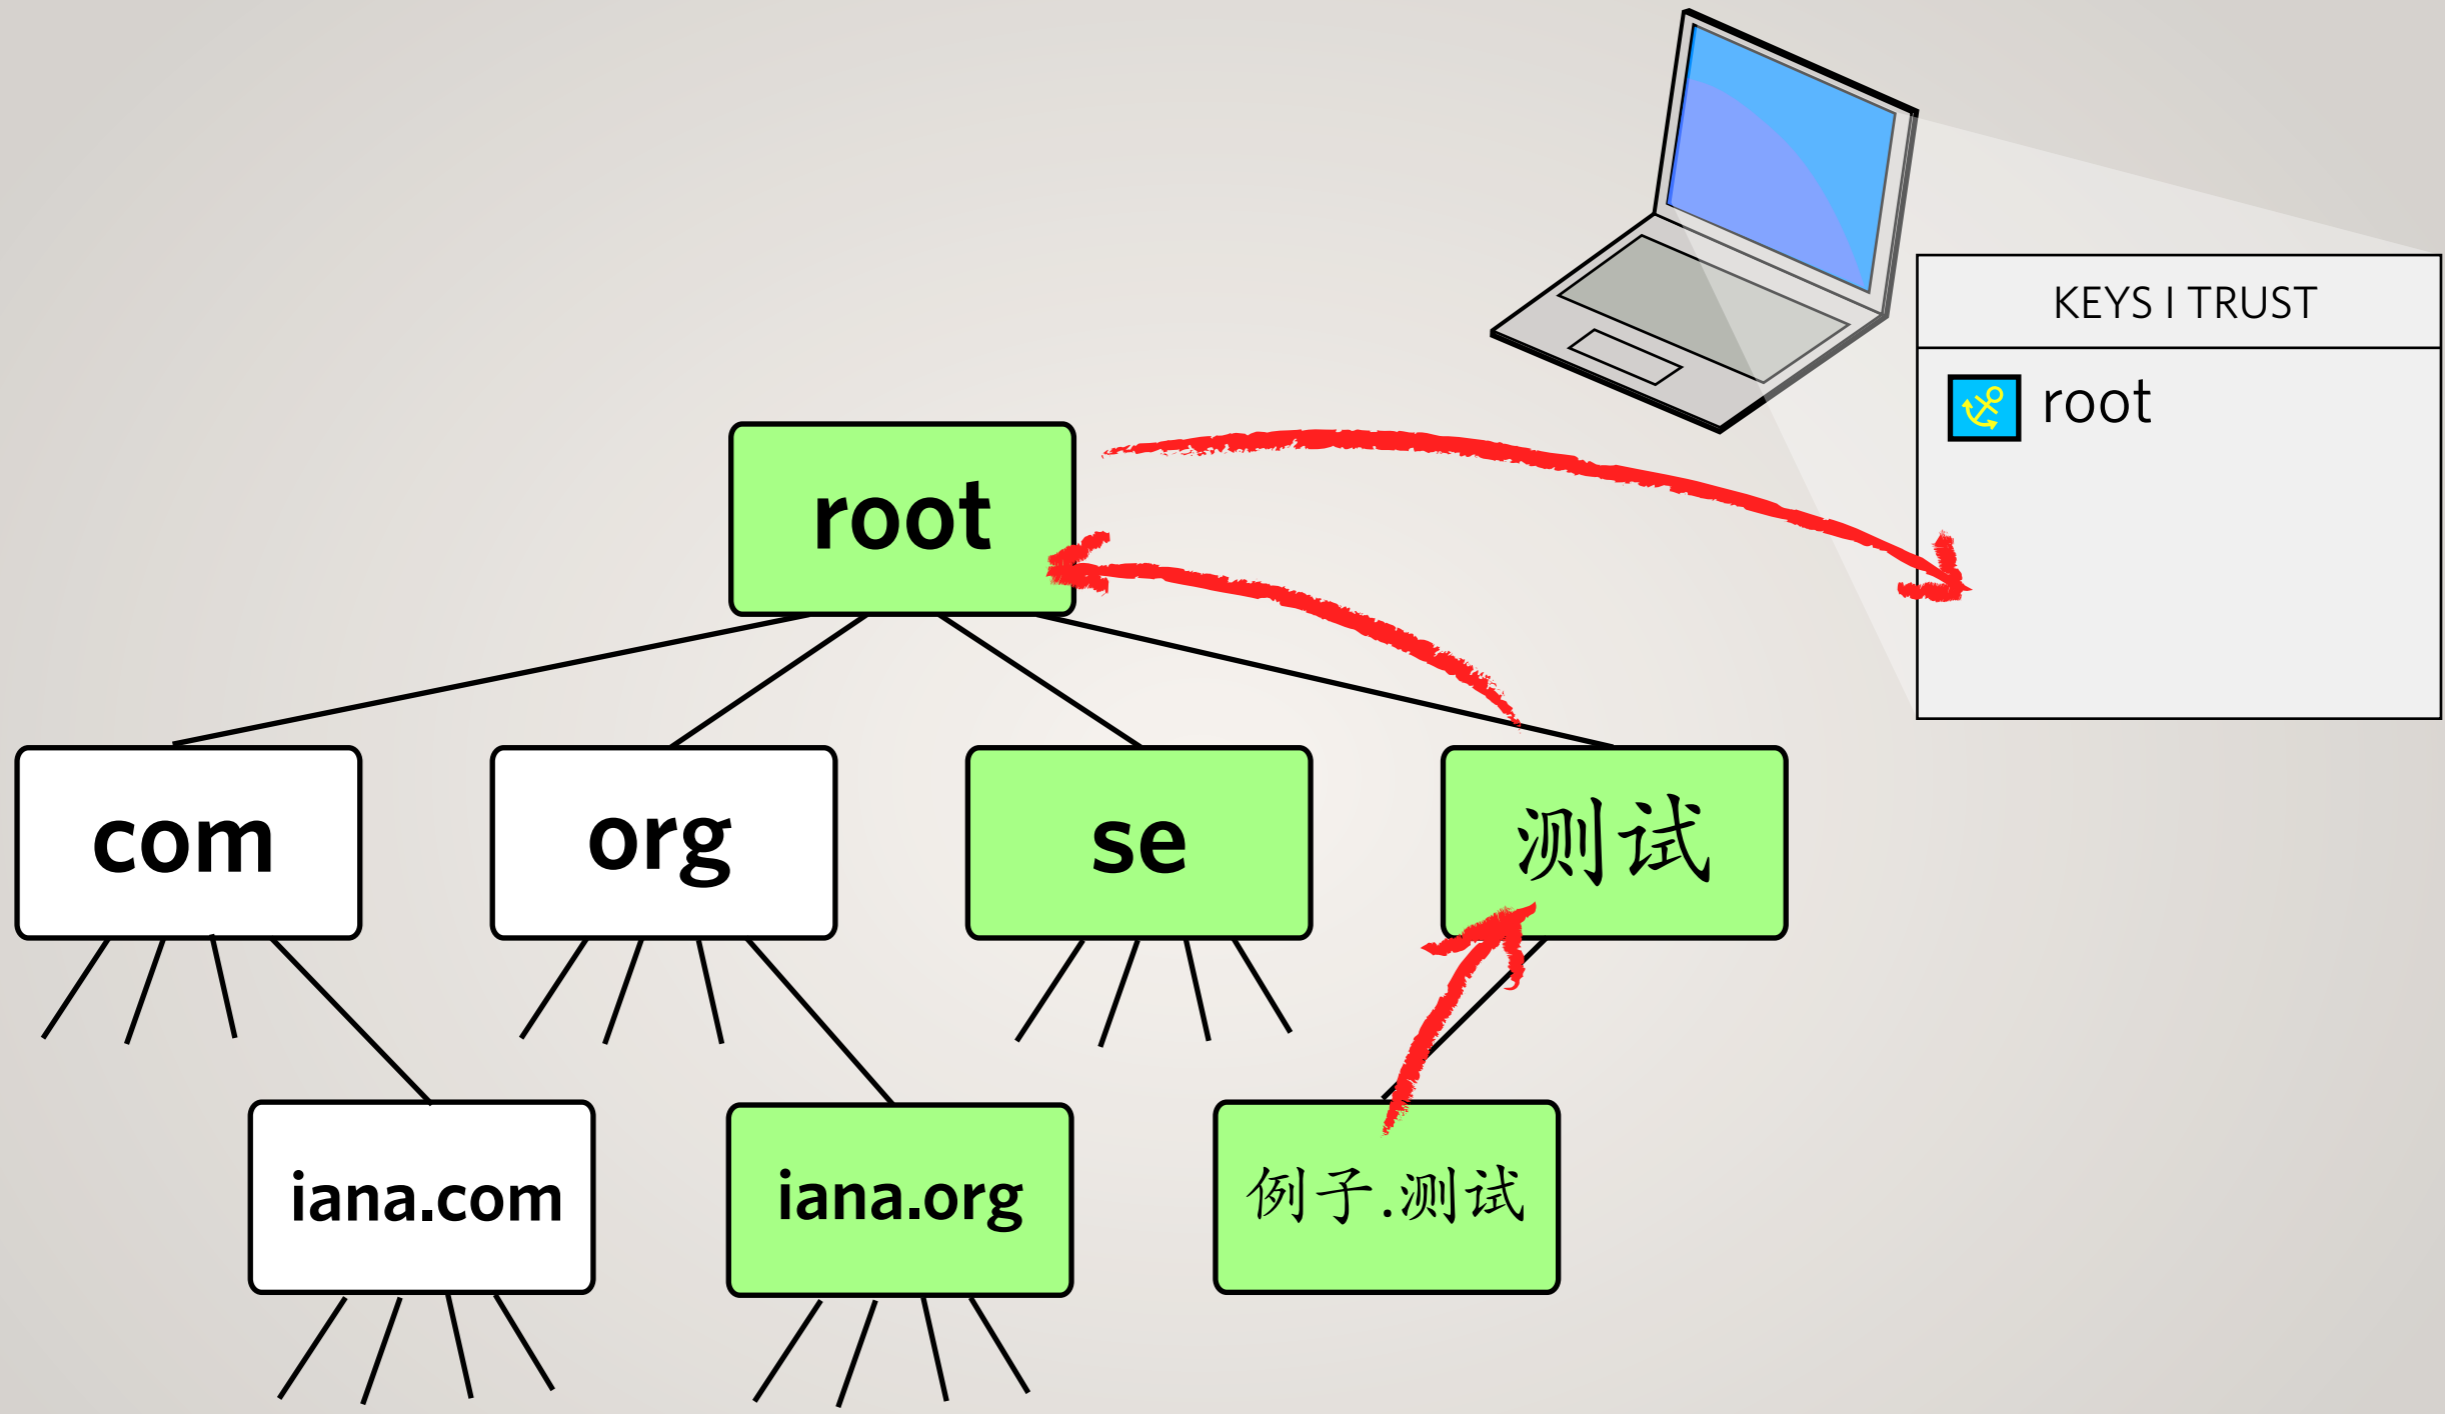 KEYS I TRUST
root
root
com
org
se
测试
iana.com
iana.org
例子.测试